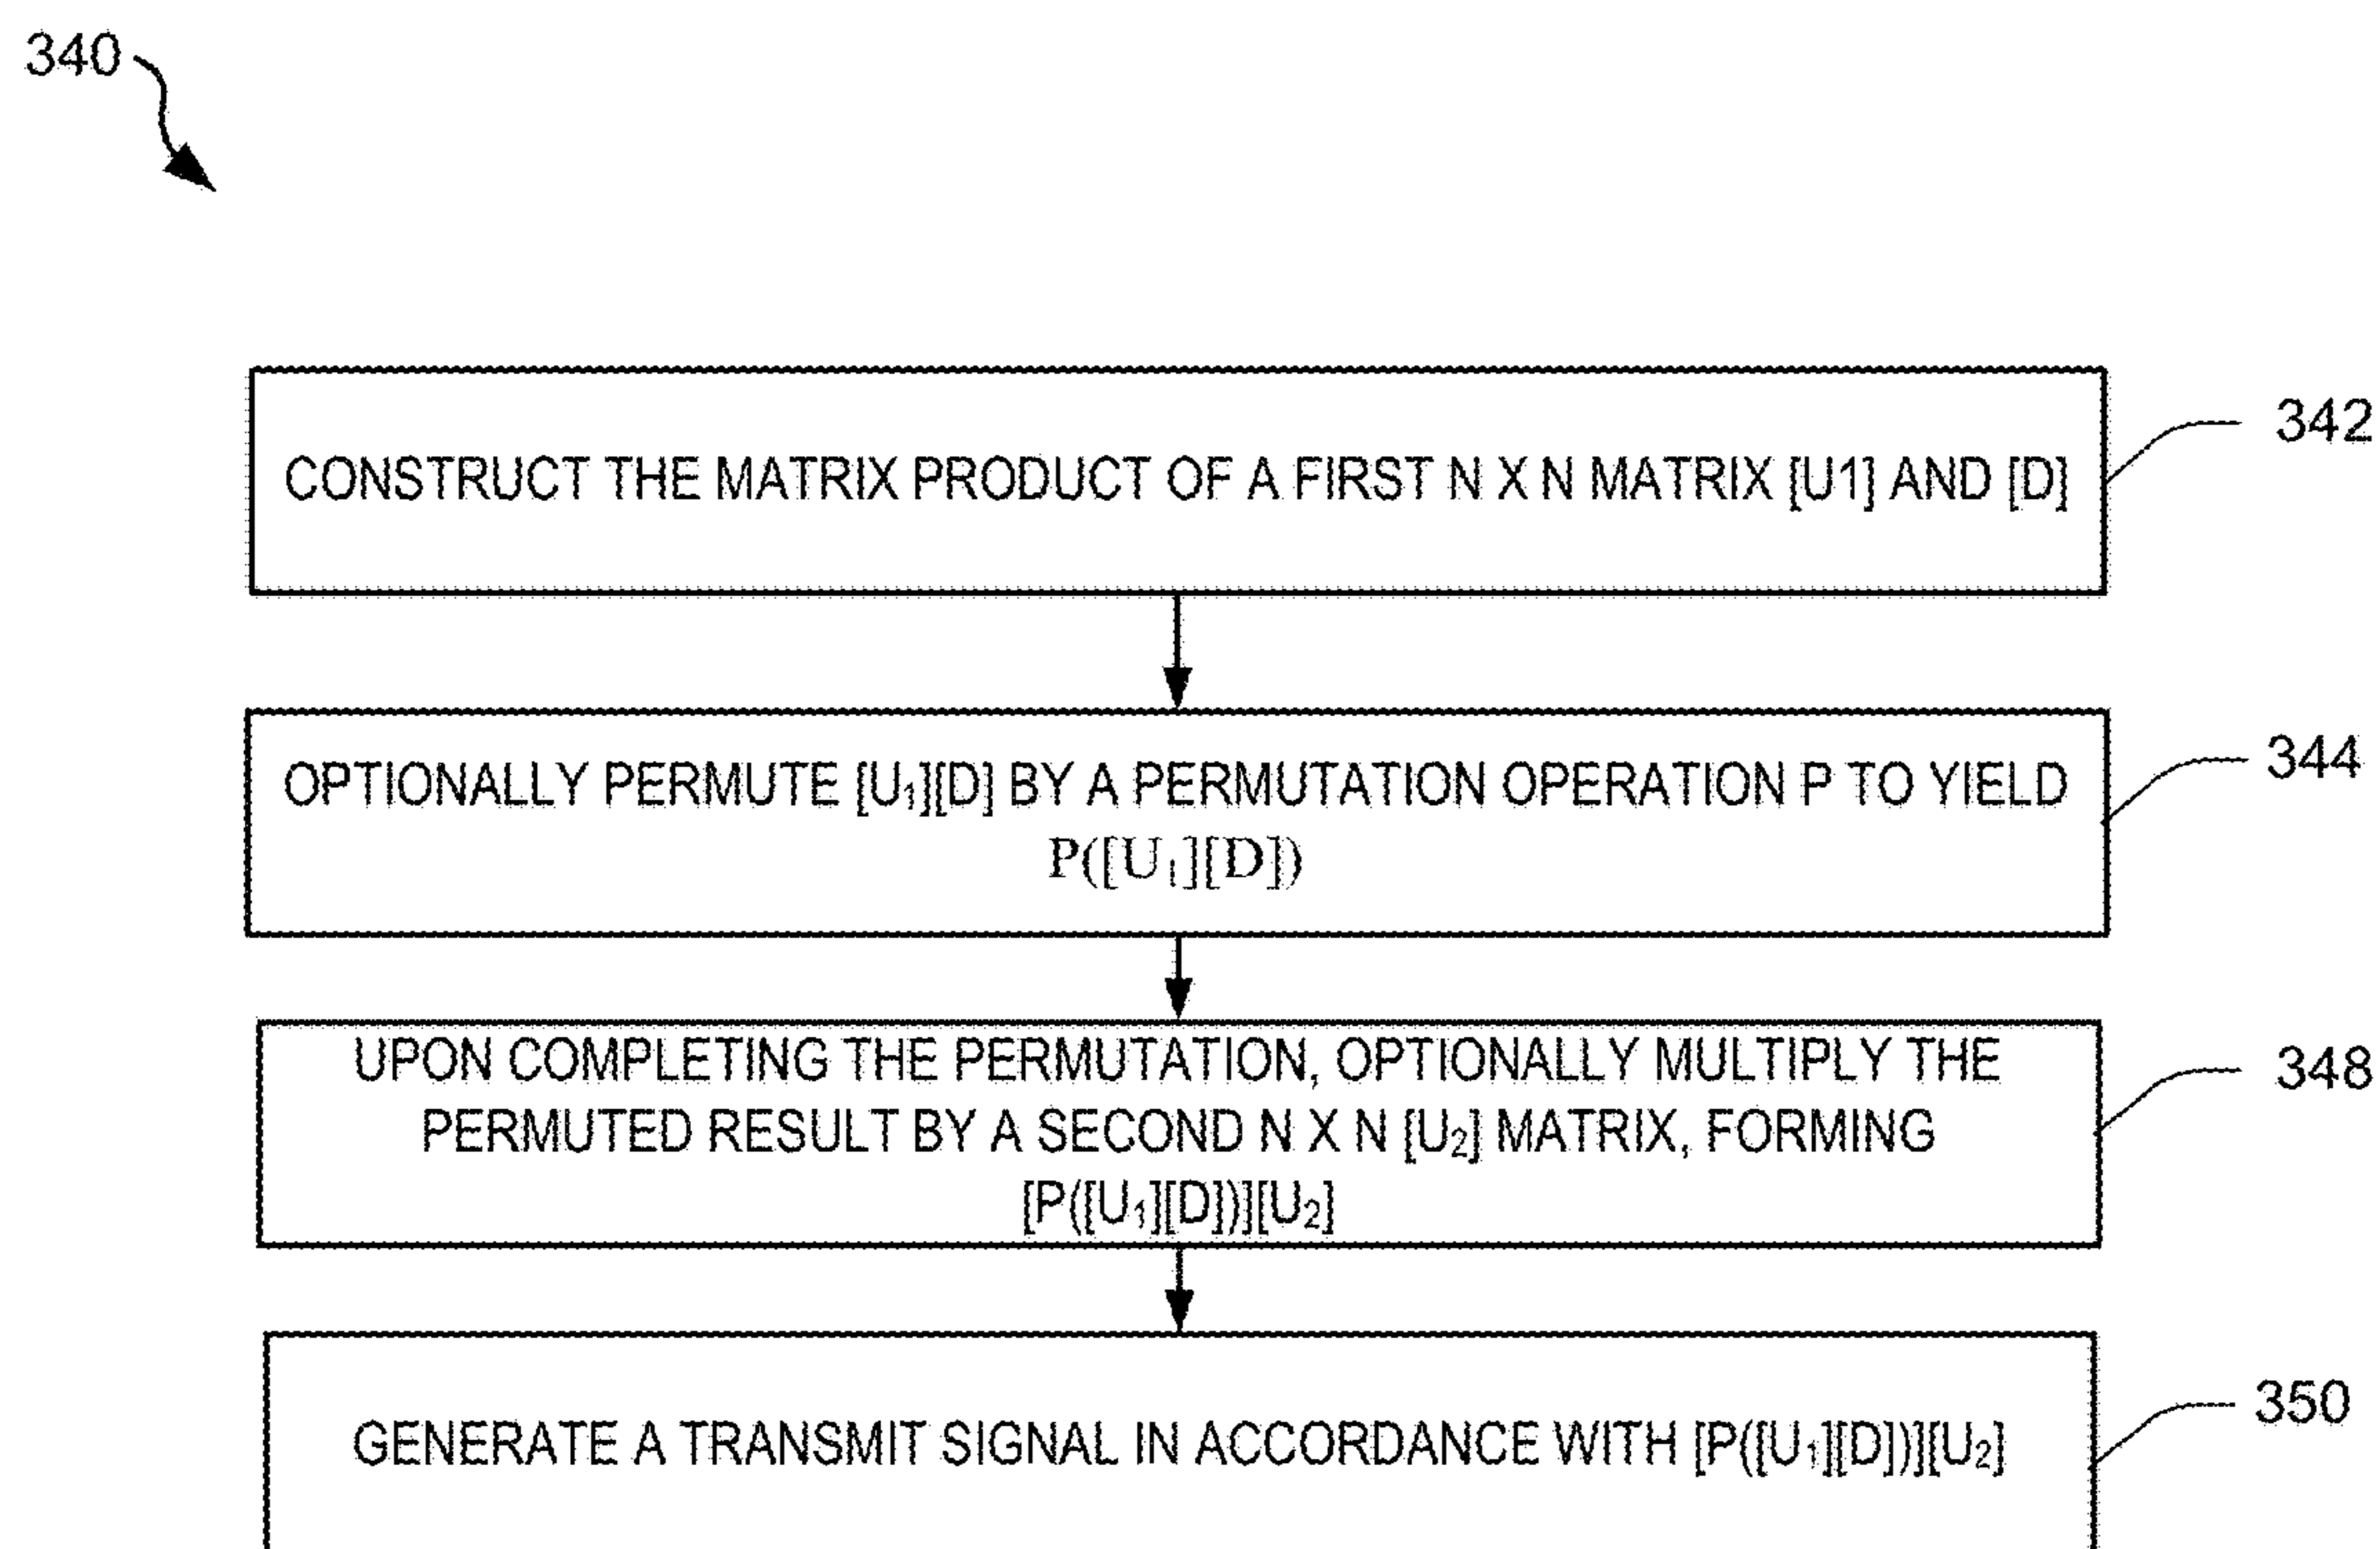 340
CONSTRUCT THE MATRIX PRODUCT OF A FIRST N X N MATRIX [U1] AND [D]
342
OPTIONALLY PERMUTE [U₁][D] BY A PERMUTATION OPERATION P TO YIELD
P([U₁][D])
344
UPON COMPLETING THE PERMUTATION, OPTIONALLY MULTIPLY THE
PERMUTED RESULT BY A SECOND N X N [U₂] MATRIX, FORMING
[P([U₁][D])][U₂]
348
GENERATE A TRANSMIT SIGNAL IN ACCORDANCE WITH [P([U₁][D])][U₂]
350